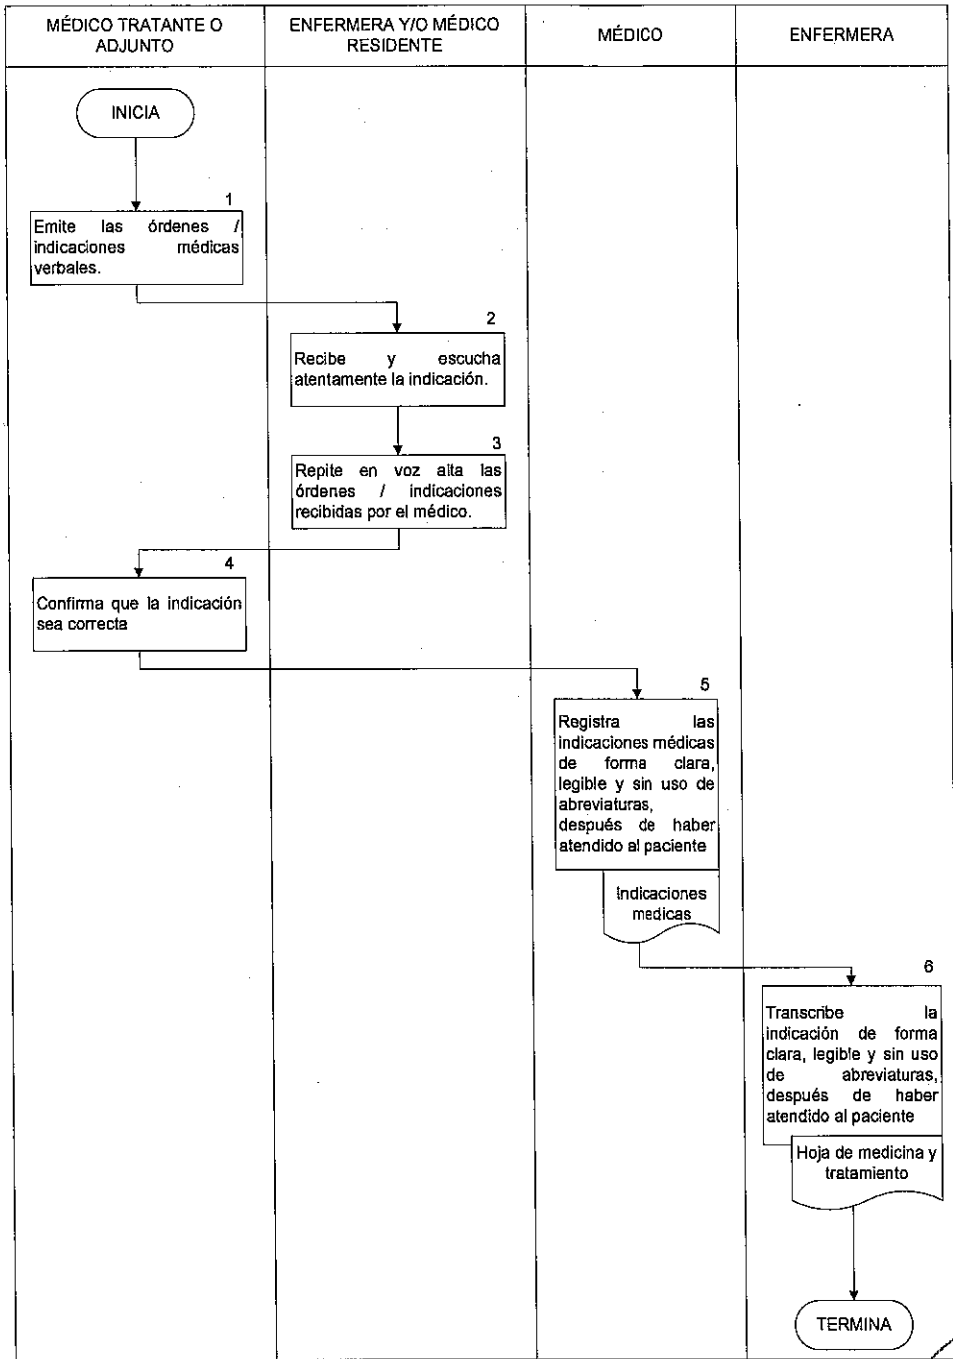 MÉDICO TRATANTE O
ADJUNTO
ENFERMERA Y/O MÉDICO
RESIDENTE
MÉDICO
ENFERMERA
INICIA
1
Emite las órdenes /
indicaciones médicas
verbales.
2
Recibe y escucha
atentamente la indicación.
3
Repite en voz alta las
órdenes / indicaciones
recibidas por el médico.
4
Confirma que la indicación
sea correcta
5
Registra las
indicaciones médicas
de forma clara,
legible y sin uso de
abreviaturas,
después de haber
atendido al paciente
Indicaciones
medicas
6
Transcribe la
indicación de forma
clara, legible y sin uso
de abreviaturas,
después de haber
atendido al paciente
Hoja de medicina y
tratamiento
TERMINA